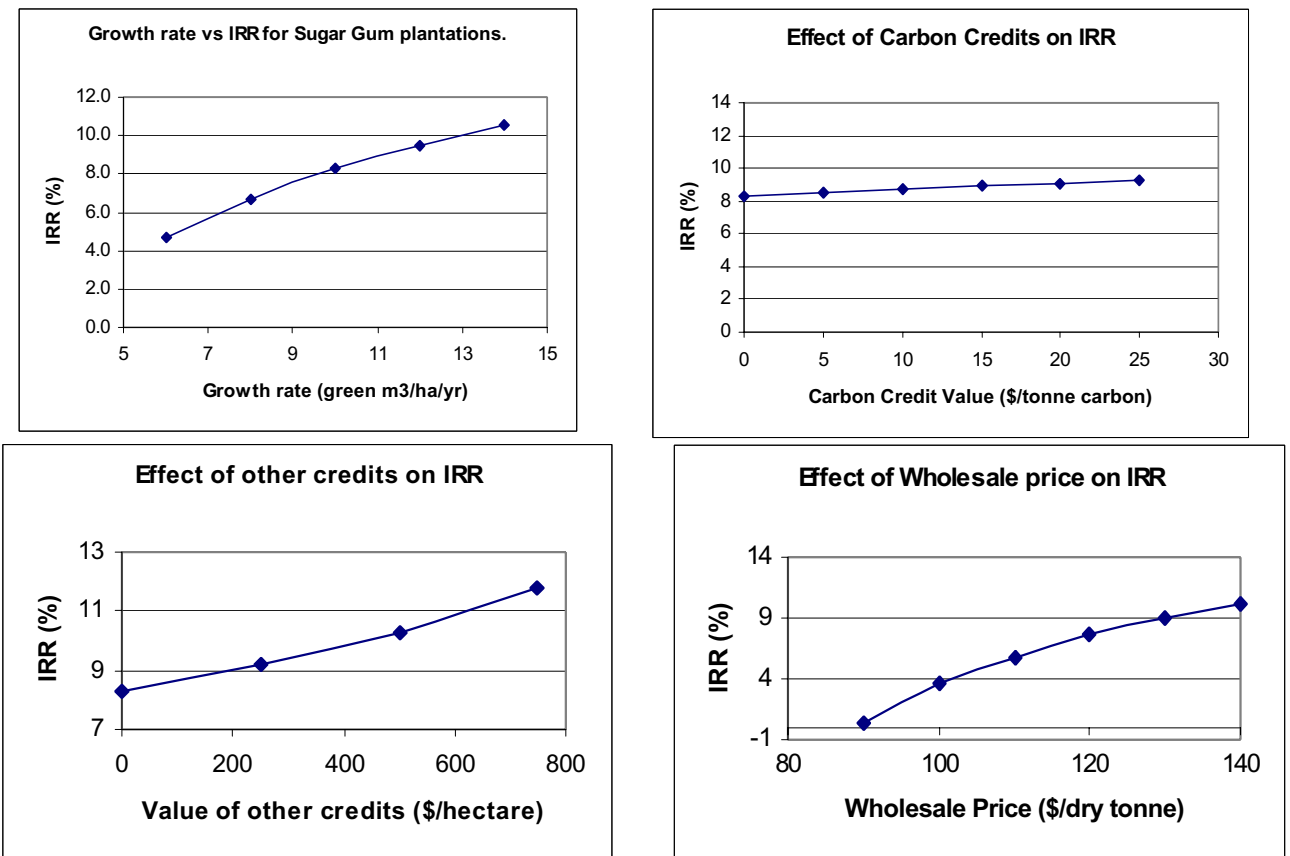 Growth rate vs IRR for Sugar Gum plantations.
12.0
10.0
8.0
6.0
4.0
2.0
0.0
IRR (%)
5 7 9 11 13 15
Growth rate (green m3/ha/yr)
Effect of Carbon Credits on IRR
14
12
10
8
6
4
2
0
IRR (%)
0 5 10 15 20 25 30
Carbon Credit Value ($/tonne carbon)
Effect of other credits on IRR
13
11
9
7
IRR (%)
0 200 400 600 800
Value of other credits ($/hectare)
Effect of Wholesale price on IRR
14
9
4
-1
IRR (%)
80 100 120 140
Wholesale Price ($/dry tonne)